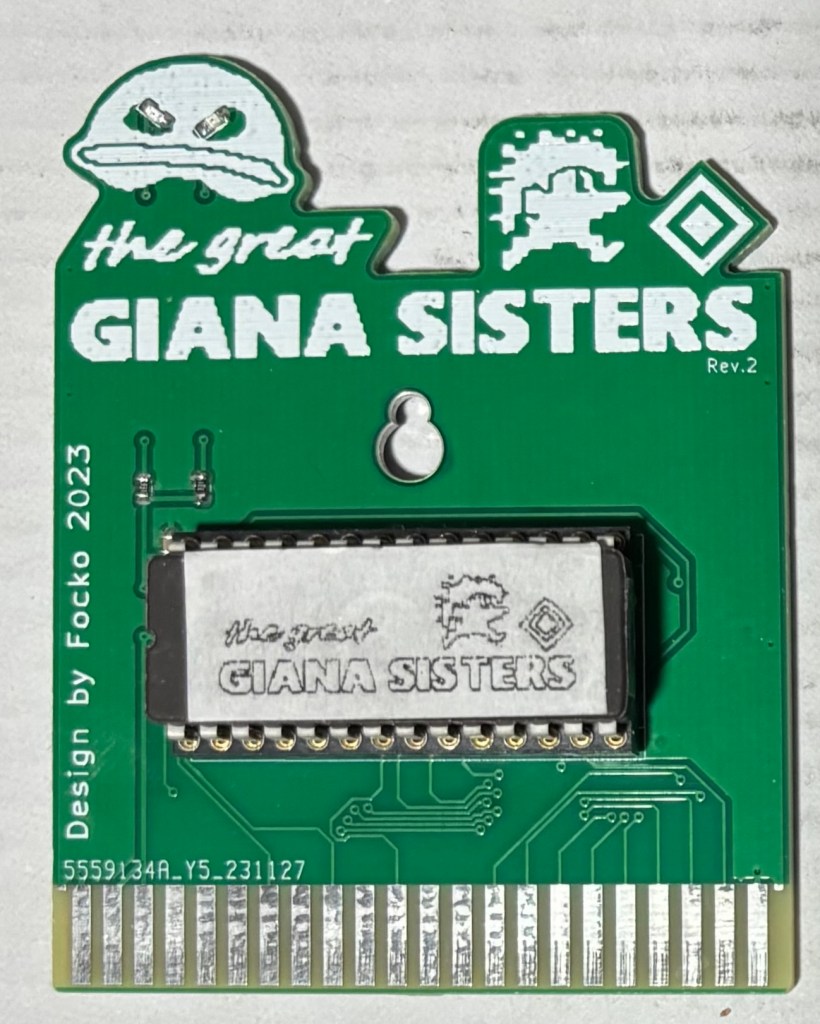 the great
GIANA SISTERS
Rev.2
Design by Focko 2023
the great
GIANA SISTERS
5559134A_Y5_231127